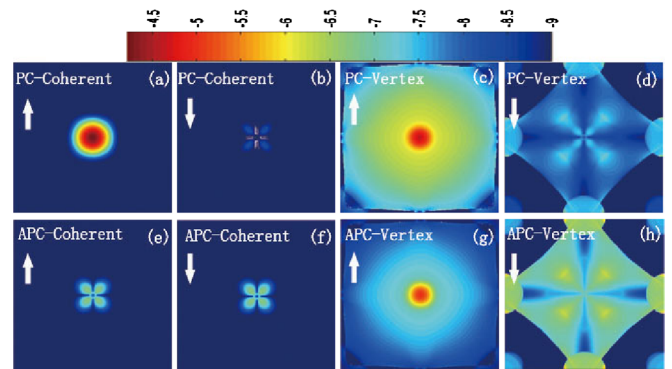 -4.5 -5 -5.5 -6 -6.5 -7 -7.5 -8 -8.5 -9
PC-Coherent (a) PC-Coherent (b) PC-Vertex (c) PC-Vertex (d)
APC-Coherent (e) APC-Coherent (f) APC-Vertex (g) APC-Vertex (h)